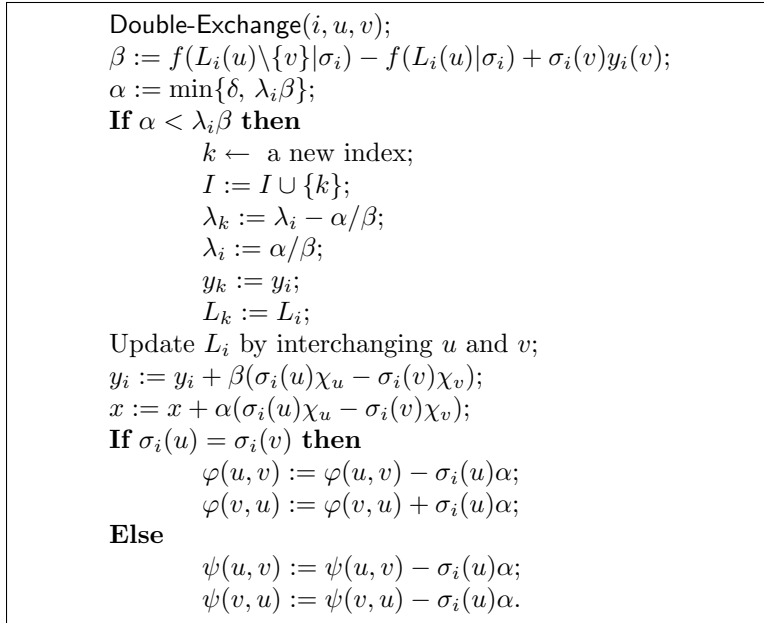 Double-Exchange(i, u, v);
β := f(L_i(u)\{v}|σ_i) − f(L_i(u)|σ_i) + σ_i(v)y_i(v);
α := min{δ, λ_iβ};
If α < λ_iβ then
k ← a new index;
I := I ∪ {k};
λ_k := λ_i − α/β;
λ_i := α/β;
y_k := y_i;
L_k := L_i;
Update L_i by interchanging u and v;
y_i := y_i + β(σ_i(u)χ_u − σ_i(v)χ_v);
x := x + α(σ_i(u)χ_u − σ_i(v)χ_v);
If σ_i(u) = σ_i(v) then
φ(u, v) := φ(u, v) − σ_i(u)α;
φ(v, u) := φ(v, u) + σ_i(u)α;
Else
ψ(u, v) := ψ(u, v) − σ_i(u)α;
ψ(v, u) := ψ(v, u) − σ_i(u)α.